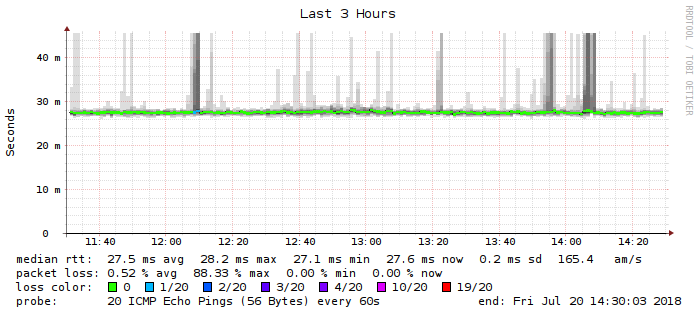 Last 3 Hours
RRDTOOL / TOBI OETIKER
Seconds
40 m
30 m
20 m
10 m
0
11:40 12:00 12:20 12:40 13:00 13:20 13:40 14:00 14:20
median rtt: 27.5 ms avg 28.2 ms max 27.1 ms min 27.6 ms now 0.2 ms sd 165.4 am/s
packet loss: 0.52 % avg 88.33 % max 0.00 % min 0.00 % now
loss color: 0 1/20 2/20 3/20 4/20 10/20 19/20
probe: 20 ICMP Echo Pings (56 Bytes) every 60s end: Fri Jul 20 14:30:03 2018